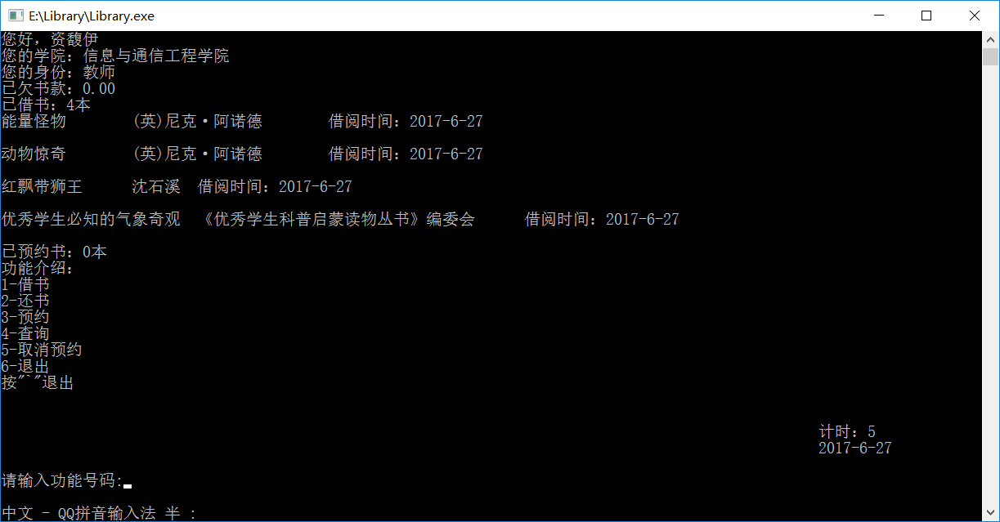 E:\Library\Library.exe
您好，资馥伊
您的学院：信息与通信工程学院
您的身份：教师
已欠书款：0.00
已借书：4本
能量怪物 (英)尼克·阿诺德 借阅时间：2017-6-27
动物惊奇 (英)尼克·阿诺德 借阅时间：2017-6-27
红飘带狮王 沈石溪 借阅时间：2017-6-27
优秀学生必知的气象奇观 《优秀学生科普启蒙读物丛书》编委会 借阅时间：2017-6-27
已预约书：0本
功能介绍：
1-借书
2-还书
3-预约
4-查询
5-取消预约
6-退出
按"`"退出
计时：5
2017-6-27
请输入功能号码:
中文 - QQ拼音输入法 半 :